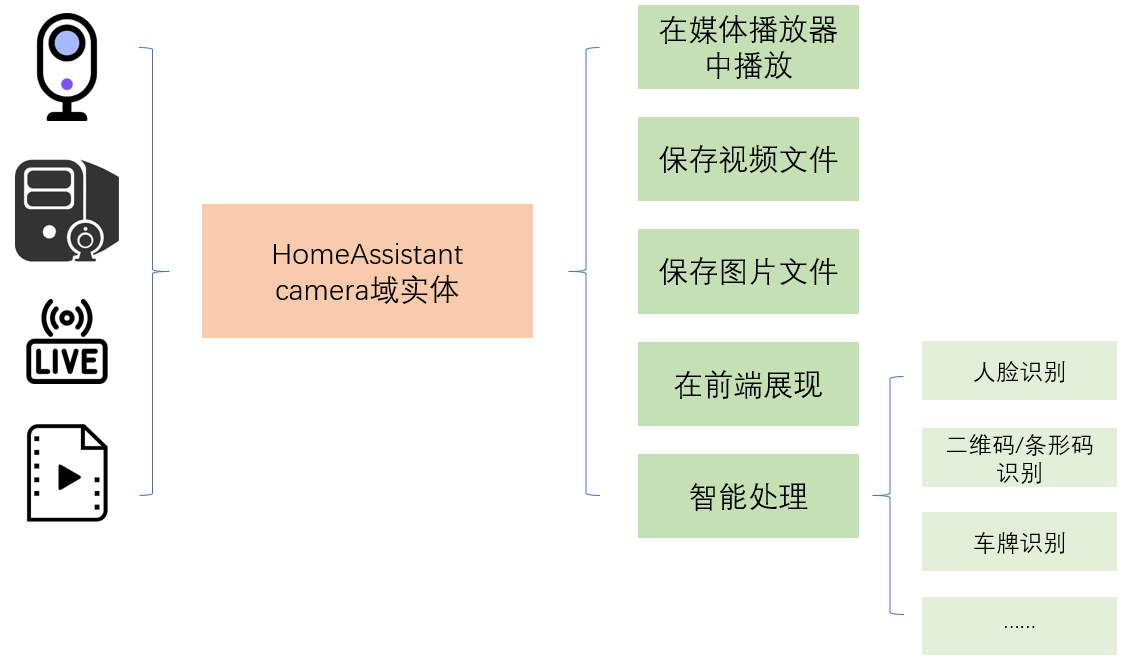 LIVE
HomeAssistant
camera域实体
在媒体播放器
中播放
保存视频文件
保存图片文件
在前端展现
智能处理
人脸识别
二维码/条形码
识别
车牌识别
......